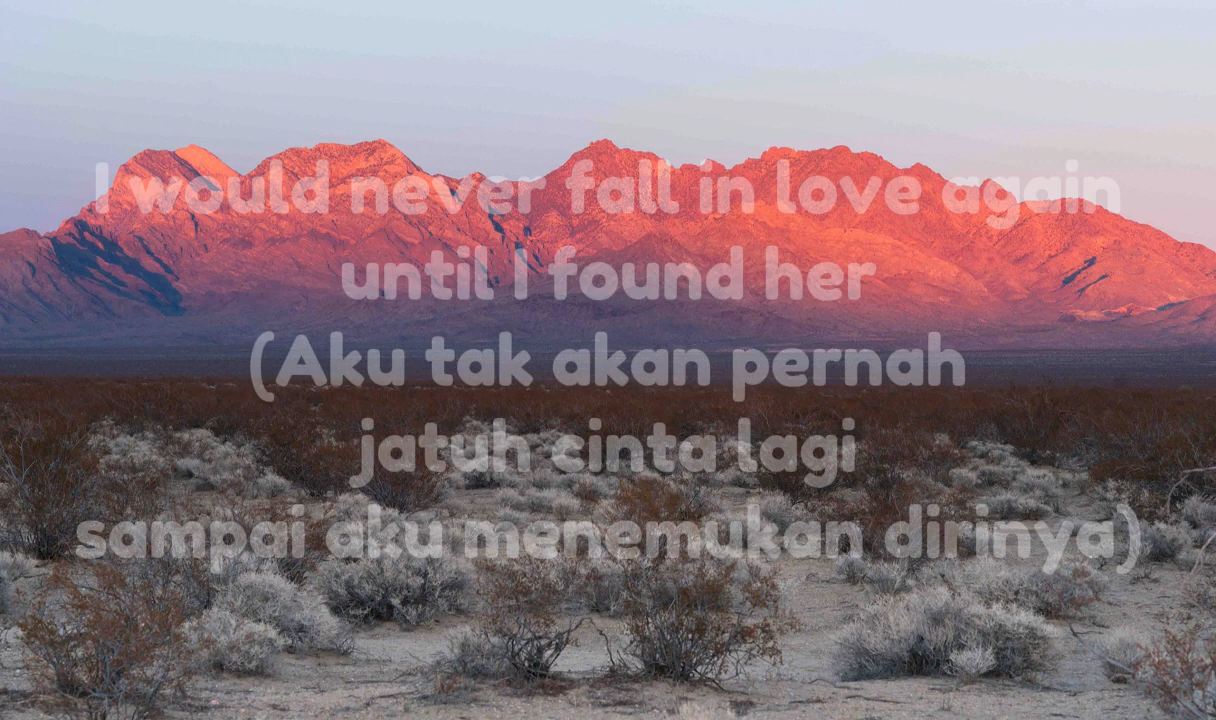 I would never fall in love again
until I found her
(Aku tak akan pernah
jatuh cinta lagi
sampai aku menemukan dirinya)